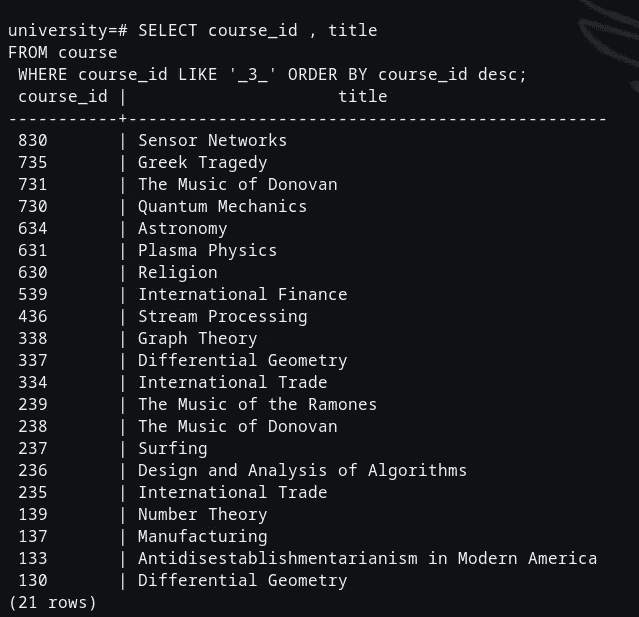 university=# SELECT course_id , title
FROM course
 WHERE course_id LIKE '_3_' ORDER BY course_id desc;
 course_id |                     title
-----------+------------------------------------------------
 830       | Sensor Networks
 735       | Greek Tragedy
 731       | The Music of Donovan
 730       | Quantum Mechanics
 634       | Astronomy
 631       | Plasma Physics
 630       | Religion
 539       | International Finance
 436       | Stream Processing
 338       | Graph Theory
 337       | Differential Geometry
 334       | International Trade
 239       | The Music of the Ramones
 238       | The Music of Donovan
 237       | Surfing
 236       | Design and Analysis of Algorithms
 235       | International Trade
 139       | Number Theory
 137       | Manufacturing
 133       | Antidisestablishmentarianism in Modern America
 130       | Differential Geometry
(21 rows)